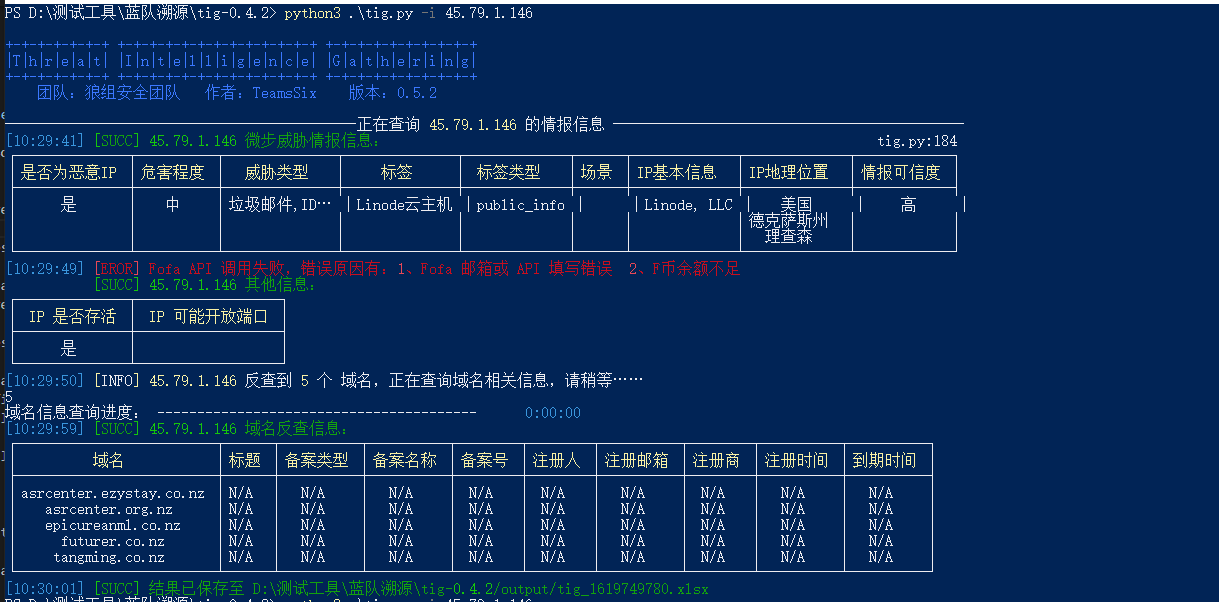 PS D:\测试工具\蓝队溯源\tig-0.4.2> python3 .\tig.py -i 45.79.1.146
|T|h|r|e|a|t| |I|n|t|e|l|l|i|g|e|n|c|e| |G|a|t|h|e|r|i|n|g|
团队：狼组安全团队 作者：TeamsSix 版本：0.5.2
正在查询 45.79.1.146 的情报信息
[10:29:41] [SUCC] 45.79.1.146 微步威胁情报信息： tig.py:184
是否为恶意IP 危害程度 威胁类型 标签 标签类型 场景 IP基本信息 IP地理位置 情报可信度
是 中 垃圾邮件,ID… Linode云主机 public_info Linode, LLC 美国 高
德克萨斯州
理查森
[10:29:49] [EROR] Fofa API 调用失败，错误原因有：1、Fofa 邮箱或 API 填写错误 2、F币余额不足
[SUCC] 45.79.1.146 其他信息：
IP 是否存活 IP 可能开放端口
是
[10:29:50] [INFO] 45.79.1.146 反查到 5 个 域名，正在查询域名相关信息，请稍等……
5
域名信息查询进度： ---------------------------------------- 0:00:00
[10:29:59] [SUCC] 45.79.1.146 域名反查信息：
域名 标题 备案类型 备案名称 备案号 注册人 注册邮箱 注册商 注册时间 到期时间
asrcenter.ezystay.co.nz N/A N/A N/A N/A N/A N/A N/A N/A N/A
asrcenter.org.nz N/A N/A N/A N/A N/A N/A N/A N/A N/A
epicureanml.co.nz N/A N/A N/A N/A N/A N/A N/A N/A N/A
futurer.co.nz N/A N/A N/A N/A N/A N/A N/A N/A N/A
tangming.co.nz N/A N/A N/A N/A N/A N/A N/A N/A N/A
[10:30:01] [SUCC] 结果已保存至 D:\测试工具\蓝队溯源\tig-0.4.2/output/tig_1619749780.xlsx